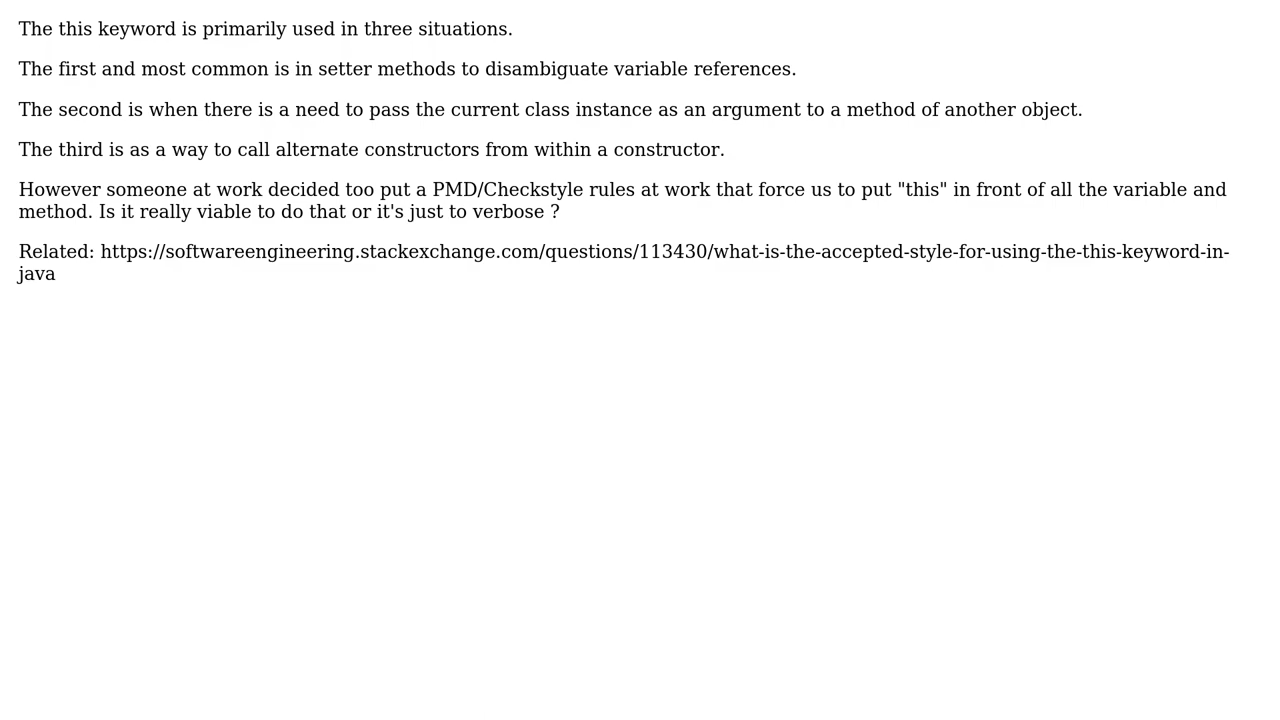 The this keyword is primarily used in three situations.
The first and most common is in setter methods to disambiguate variable references.
The second is when there is a need to pass the current class instance as an argument to a method of another object.
The third is as a way to call alternate constructors from within a constructor.
However someone at work decided too put a PMD/Checkstyle rules at work that force us to put "this" in front of all the variable and
method. Is it really viable to do that or it's just to verbose ?
Related: https://softwareengineering.stackexchange.com/questions/113430/what-is-the-accepted-style-for-using-the-this-keyword-in-
java